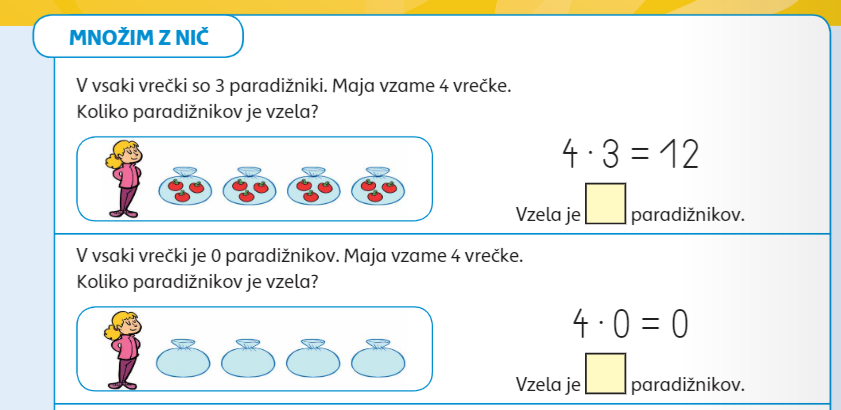 MNOŽIM Z NIČ
V vsaki vrečki so 3 paradižniki. Maja vzame 4 vrečke.
Koliko paradižnikov je vzela?
4 · 3 = 12
Vzela je paradižnikov.
V vsaki vrečki je 0 paradižnikov. Maja vzame 4 vrečke.
Koliko paradižnikov je vzela?
4 · 0 = 0
Vzela je paradižnikov.